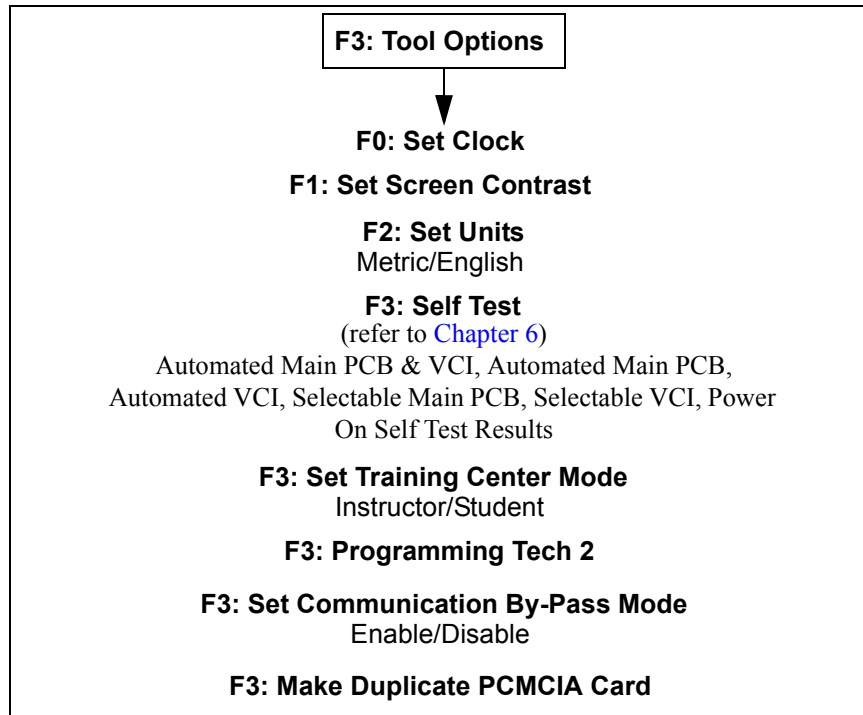 F3: Tool Options
F0: Set Clock
F1: Set Screen Contrast
F2: Set Units
Metric/English
F3: Self Test
(refer to Chapter 6)
Automated Main PCB & VCI, Automated Main PCB,
Automated VCI, Selectable Main PCB, Selectable VCI, Power
On Self Test Results
F3: Set Training Center Mode
Instructor/Student
F3: Programming Tech 2
F3: Set Communication By-Pass Mode
Enable/Disable
F3: Make Duplicate PCMCIA Card